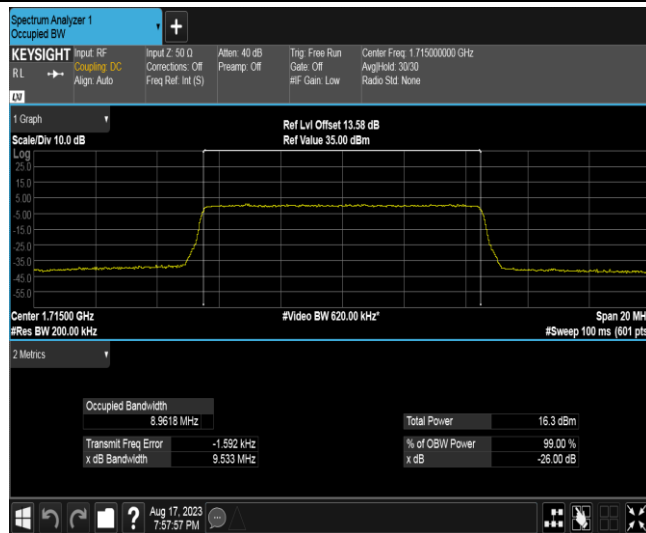 Spectrum Analyzer 1
Occupied BW
+
KEYSIGHT
R L
Input: RF
Coupling: DC
Align: Auto
Input Z: 50 Ω
Corrections: Off
Freq Ref: Int (S)
Atten: 40 dB
Preamp: Off
Trig: Free Run
Gate: Off
#IF Gain: Low
Center Freq: 1.715000000 GHz
Avg|Hold: 30/30
Radio Std: None
1 Graph
Scale/Div 10.0 dB
Ref Lvl Offset 13.58 dB
Ref Value 35.00 dBm
Log
25.0
15.0
5.00
-5.00
-15.0
-25.0
-35.0
-45.0
-55.0
Center 1.71500 GHz
#Res BW 200.00 kHz
#Video BW 620.00 kHz*
Span 20 MH
#Sweep 100 ms (601 pts
2 Metrics
Occupied Bandwidth
8.9618 MHz
Transmit Freq Error -1.592 kHz
x dB Bandwidth 9.533 MHz
Total Power 16.3 dBm
% of OBW Power 99.00 %
x dB -26.00 dB
?
Aug 17, 2023
7:57:57 PM